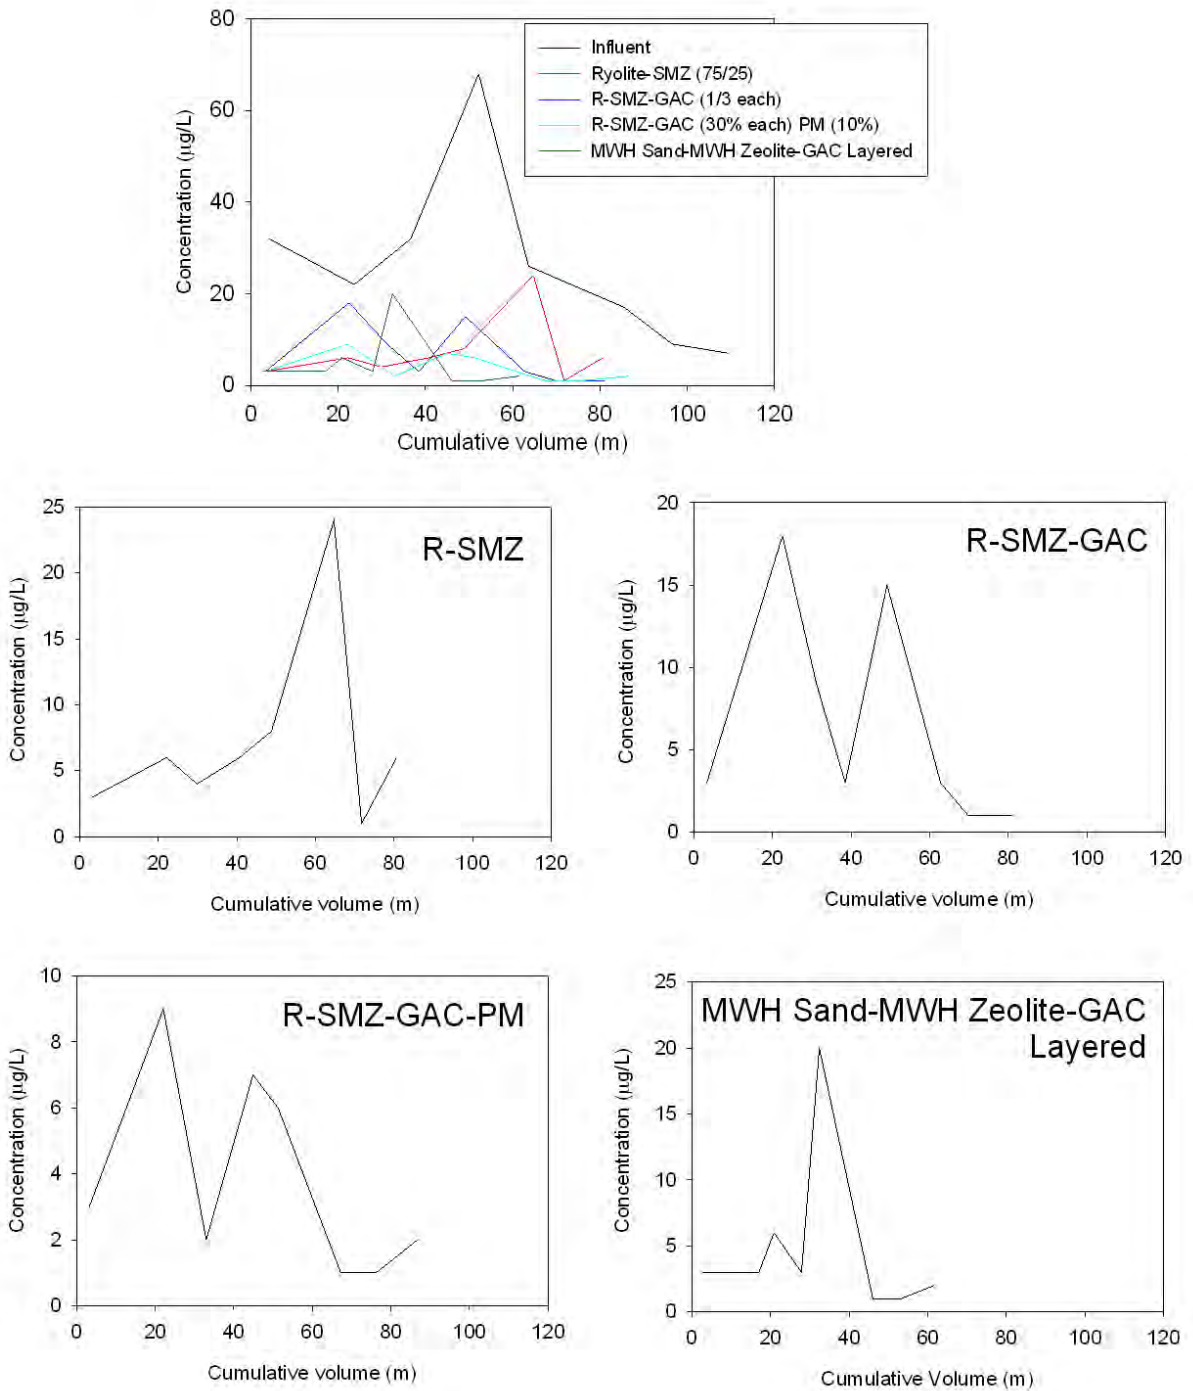 80
60
40
20
0
Concentration (µg/L)
0 20 40 60 80 100 120
Cumulative volume (m)
Influent
Ryolite-SMZ (75/25)
R-SMZ-GAC (1/3 each)
R-SMZ-GAC (30% each) PM (10%)
MWH Sand-MWH Zeolite-GAC Layered
25
20
15
10
5
0
Concentration (µg/L)
R-SMZ
0 20 40 60 80 100 120
Cumulative volume (m)
20
15
10
5
0
Concentration (µg/L)
R-SMZ-GAC
0 20 40 60 80 100 120
Cumulative volume (m)
10
8
6
4
2
0
Concentration (µg/L)
R-SMZ-GAC-PM
0 20 40 60 80 100 120
Cumulative volume (m)
25
20
15
10
5
0
Concentration (µg/L)
MWH Sand-MWH Zeolite-GAC
Layered
0 20 40 60 80 100 120
Cumulative Volume (m)